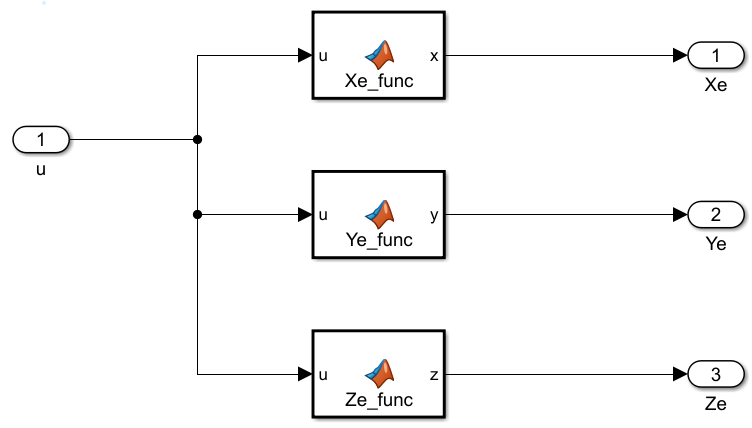 u x
Xe_func
1
Xe
1
u
u y
Ye_func
2
Ye
u z
Ze_func
3
Ze